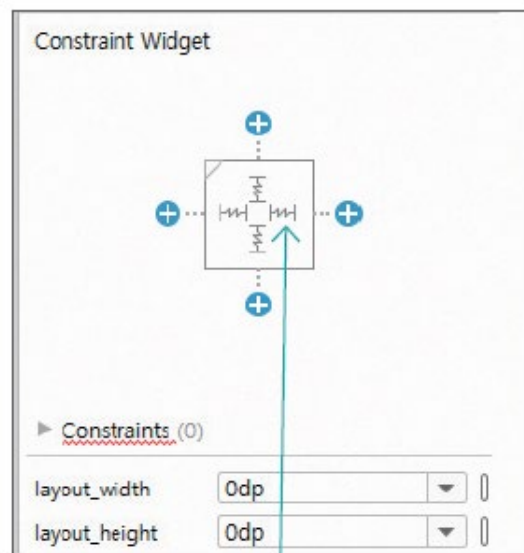 Constraint Widget
Constraints (0)
layout_width 0dp
layout_height 0dp